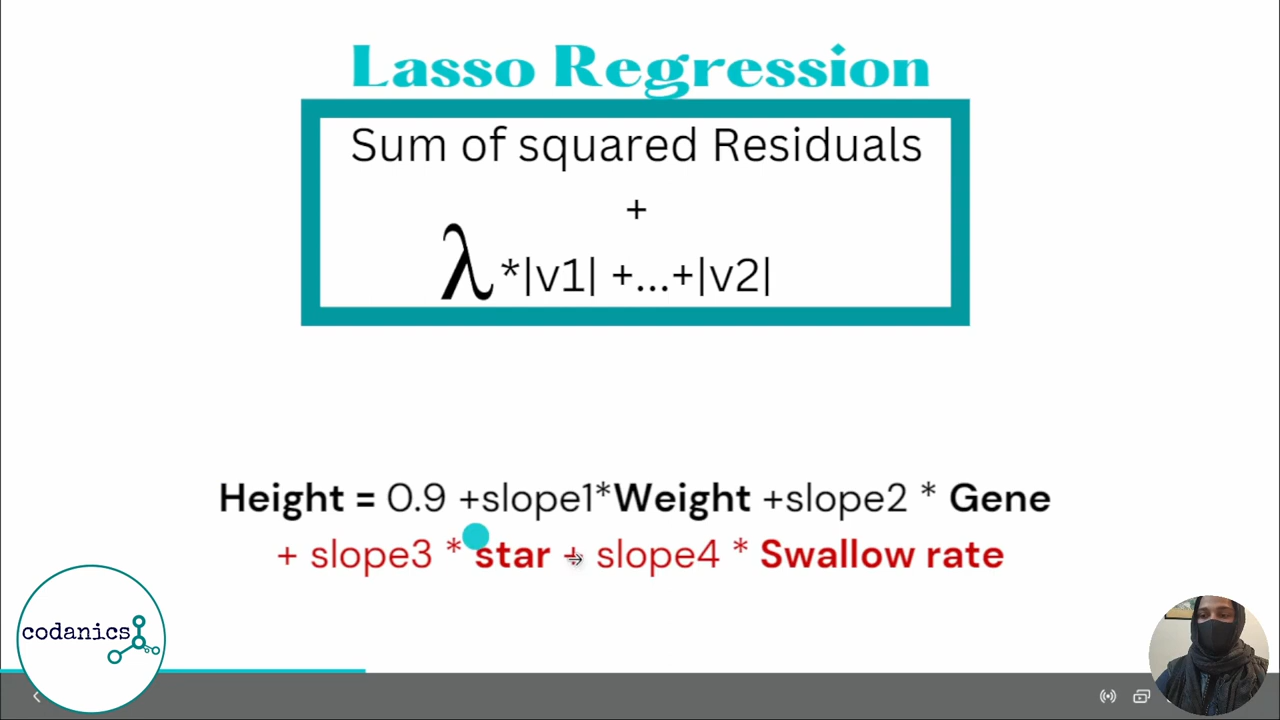 Lasso Regression
Sum of squared Residuals
+
λ *|v1| +...+|v2|
Height = 0.9 +slope1*Weight +slope2 * Gene
+ slope3 * star + slope4 * Swallow rate
codanics